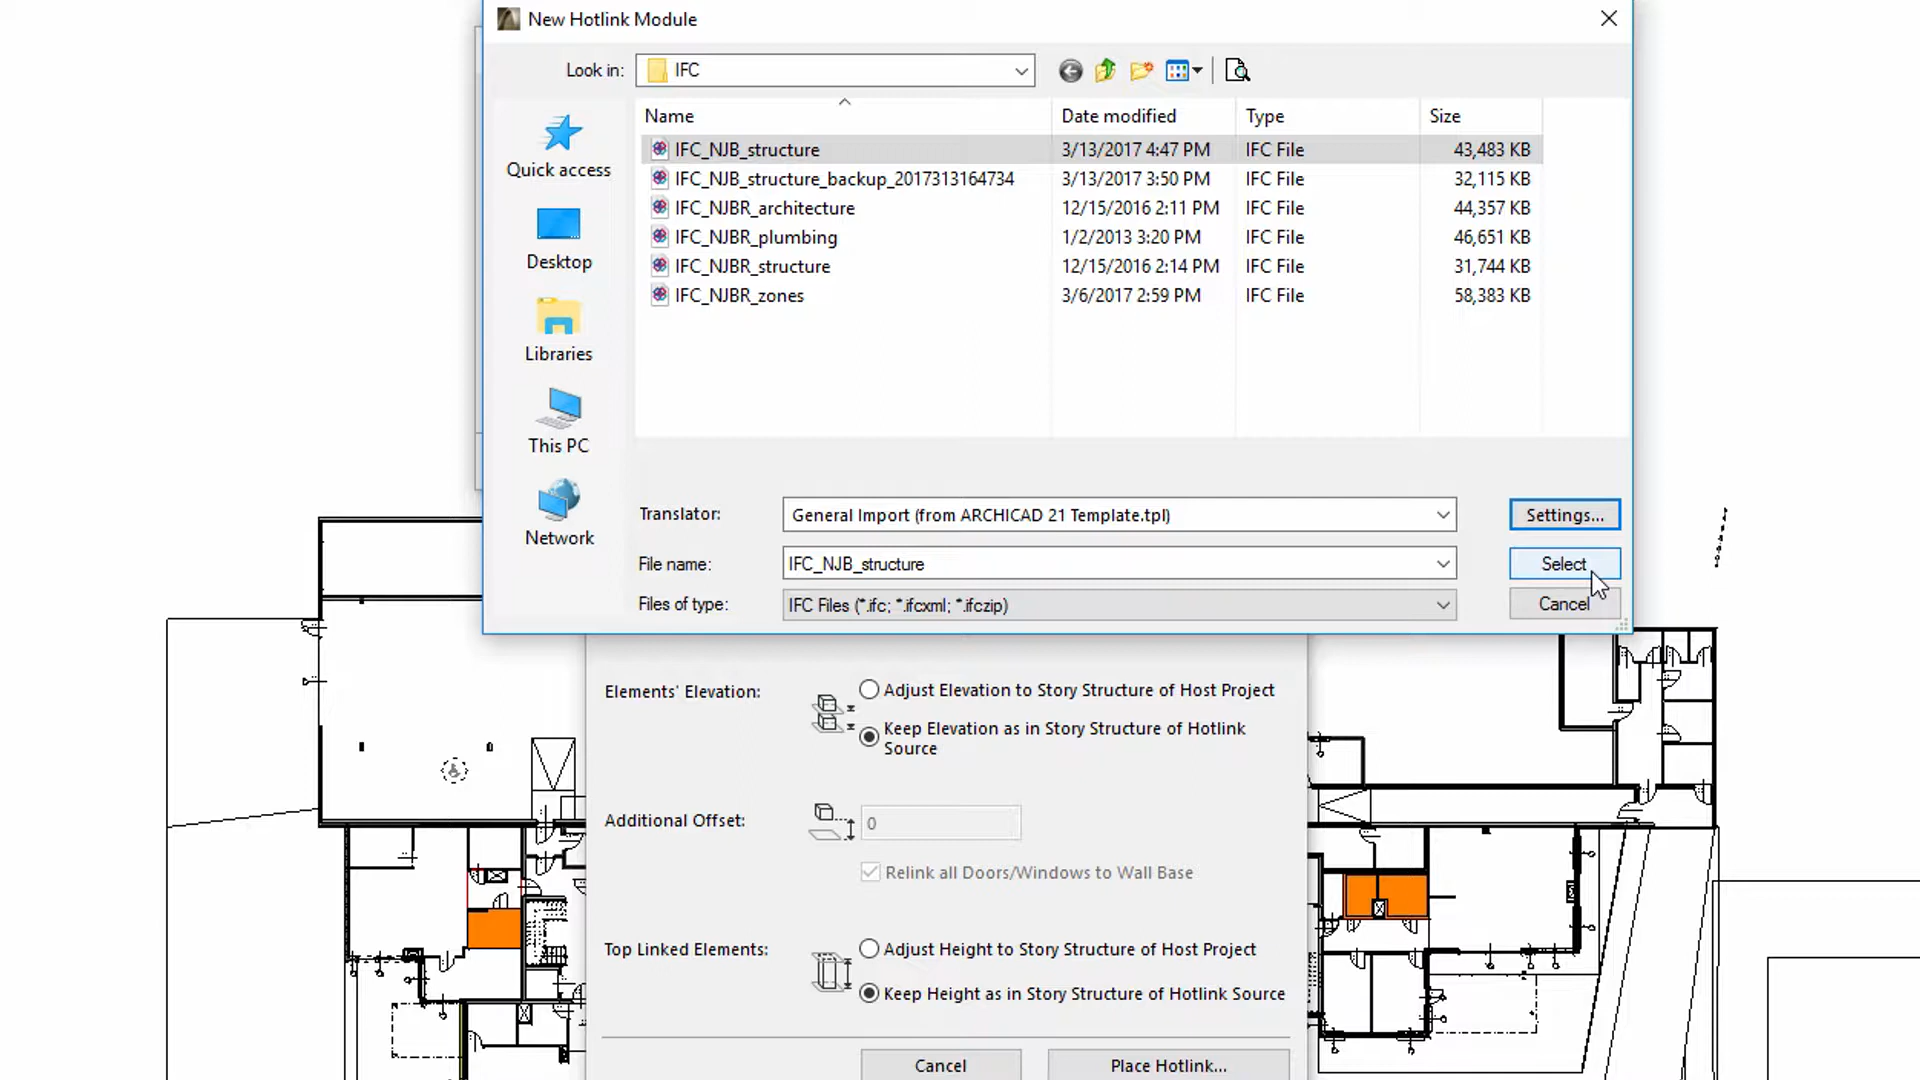 New Hotlink Module
Look in: IFC
Quick access
Desktop
Libraries
This PC
Network
Name Date modified Type Size
IFC_NJB_structure 3/13/2017 4:47 PM IFC File 43,483 KB
IFC_NJB_structure_backup_2017313164734 3/13/2017 3:50 PM IFC File 32,115 KB
IFC_NJBR_architecture 12/15/2016 2:11 PM IFC File 44,357 KB
IFC_NJBR_plumbing 1/2/2013 3:20 PM IFC File 46,651 KB
IFC_NJBR_structure 12/15/2016 2:14 PM IFC File 31,744 KB
IFC_NJBR_zones 3/6/2017 2:59 PM IFC File 58,383 KB
Translator: General Import (from ARCHICAD 21 Template.tpl) Settings...
File name: IFC_NJB_structure Select
Files of type: IFC Files (*.ifc; *.ifcxml; *.ifczip) Cancel
Elements' Elevation: Adjust Elevation to Story Structure of Host Project
Keep Elevation as in Story Structure of Hotlink
Source
Additional Offset: 0
Relink all Doors/Windows to Wall Base
Top Linked Elements: Adjust Height to Story Structure of Host Project
Keep Height as in Story Structure of Hotlink Source
Cancel Place Hotlink...